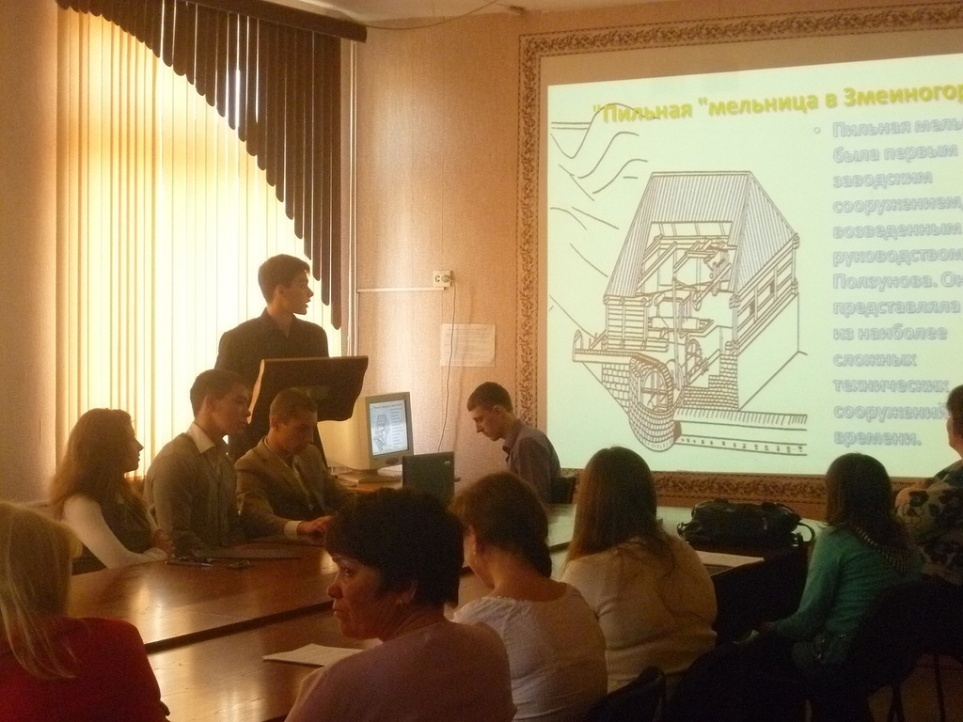 "Пильная "мельница в Змеиногор
Пильная мель
была первым
заводским
сооружением,
возведенным
руководством
Ползунова. Он
представляла
из наиболее
сложных
технических
сооружений
времени.